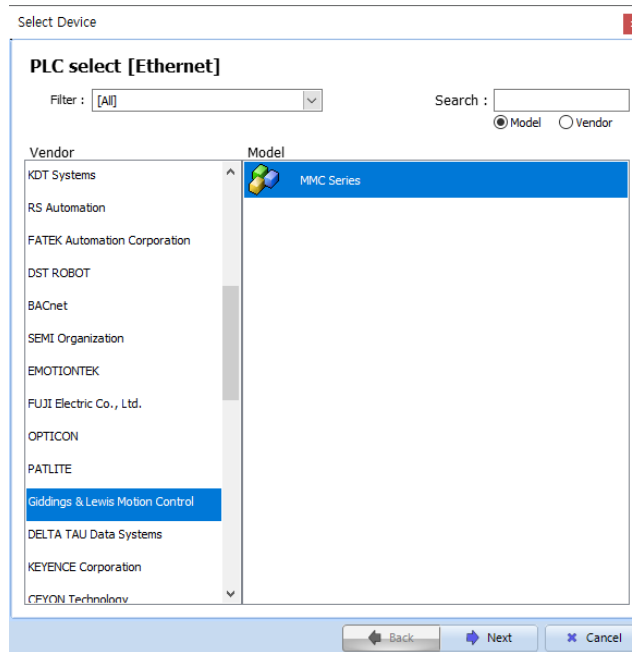 Select Device
PLC select [Ethernet]
Filter : [All] Search :
Model Vendor
Vendor Model
KDT Systems MMC Series
RS Automation
FATEK Automation Corporation
DST ROBOT
BACnet
SEMI Organization
EMOTIONTEK
FUJI Electric Co., Ltd.
OPTICON
PATLITE
Giddings & Lewis Motion Control
DELTA TAU Data Systems
KEYENCE Corporation
CEYON Technology
Back Next Cancel